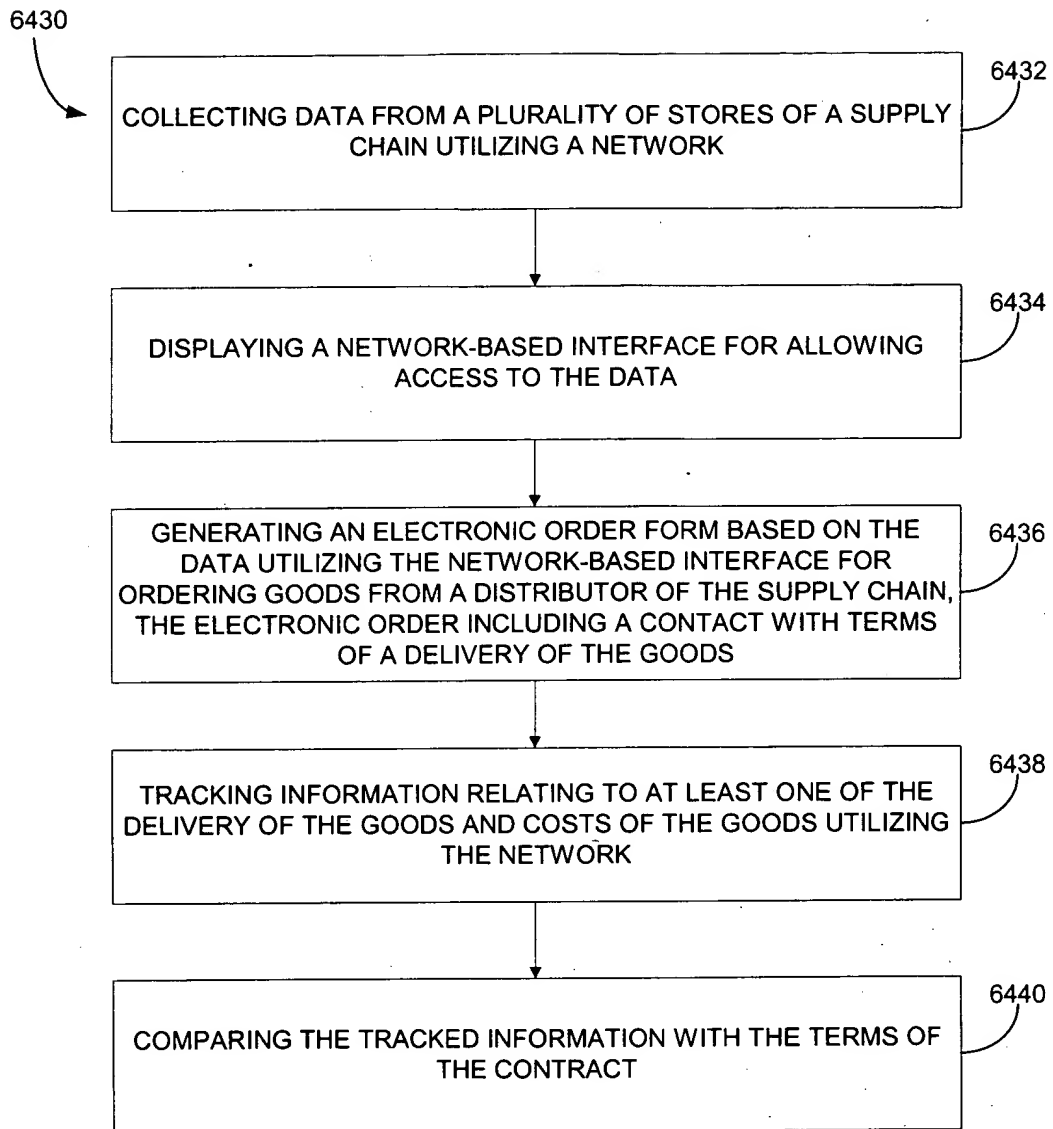 6430
6432
COLLECTING DATA FROM A PLURALITY OF STORES OF A SUPPLY
CHAIN UTILIZING A NETWORK
6434
DISPLAYING A NETWORK-BASED INTERFACE FOR ALLOWING
ACCESS TO THE DATA
6436
GENERATING AN ELECTRONIC ORDER FORM BASED ON THE
DATA UTILIZING THE NETWORK-BASED INTERFACE FOR
ORDERING GOODS FROM A DISTRIBUTOR OF THE SUPPLY CHAIN,
THE ELECTRONIC ORDER INCLUDING A CONTACT WITH TERMS
OF A DELIVERY OF THE GOODS
6438
TRACKING INFORMATION RELATING TO AT LEAST ONE OF THE
DELIVERY OF THE GOODS AND COSTS OF THE GOODS UTILIZING
THE NETWORK
6440
COMPARING THE TRACKED INFORMATION WITH THE TERMS OF
THE CONTRACT